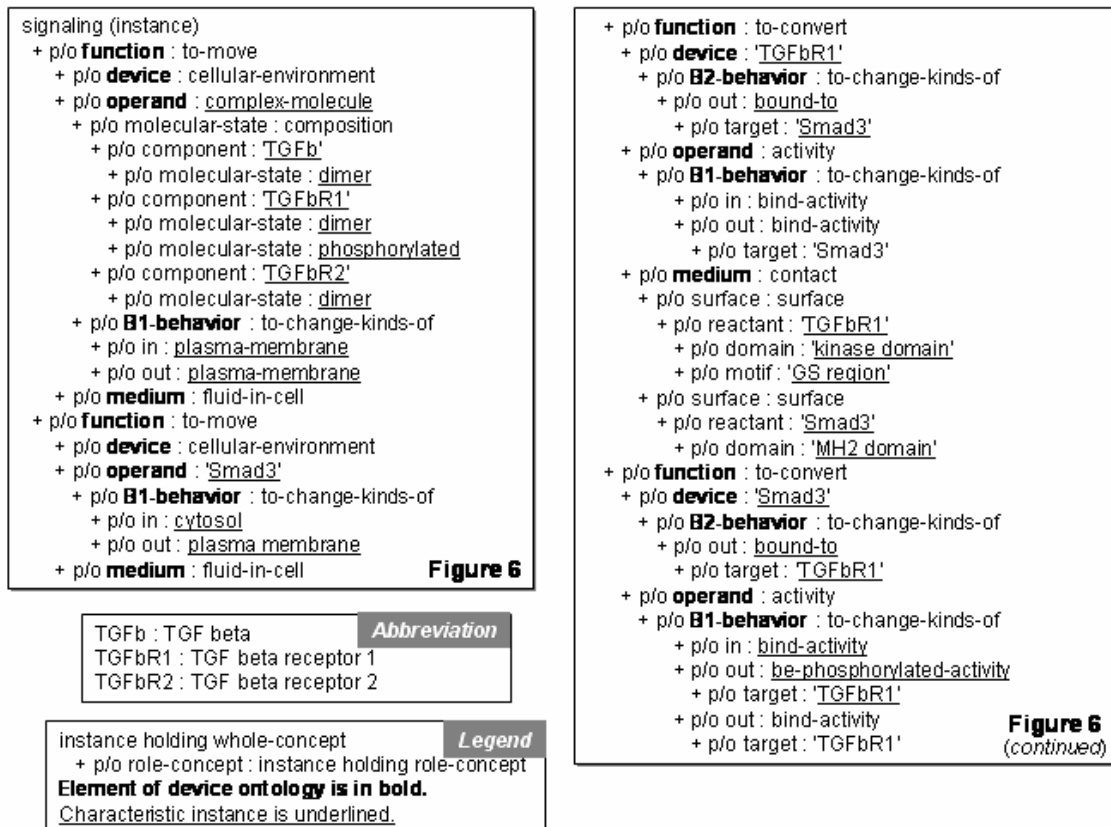 signaling (instance)
+ p/o function : to-move
+ p/o device : cellular-environment
+ p/o operand : complex-molecule
+ p/o molecular-state : composition
+ p/o component : 'TGFb'
+ p/o molecular-state : dimer
+ p/o component : 'TGFbR1'
+ p/o molecular-state : dimer
+ p/o molecular-state : phosphorylated
+ p/o component : 'TGFbR2'
+ p/o molecular-state : dimer
+ p/o B1-behavior : to-change-kinds-of
+ p/o in : plasma-membrane
+ p/o out : plasma-membrane
+ p/o medium : fluid-in-cell
+ p/o function : to-move
+ p/o device : cellular-environment
+ p/o operand : 'Smad3'
+ p/o B1-behavior : to-change-kinds-of
+ p/o in : cytosol
+ p/o out : plasma membrane
+ p/o medium : fluid-in-cell
Figure 6
Abbreviation
TGFb : TGF beta
TGFbR1 : TGF beta receptor 1
TGFbR2 : TGF beta receptor 2
Legend
instance holding whole-concept
+ p/o role-concept : instance holding role-concept
Element of device ontology is in bold.
Characteristic instance is underlined.
+ p/o function : to-convert
+ p/o device : 'TGFbR1'
+ p/o B2-behavior : to-change-kinds-of
+ p/o out : bound-to
+ p/o target : 'Smad3'
+ p/o operand : activity
+ p/o B1-behavior : to-change-kinds-of
+ p/o in : bind-activity
+ p/o out : bind-activity
+ p/o target : 'Smad3'
+ p/o medium : contact
+ p/o surface : surface
+ p/o reactant : 'TGFbR1'
+ p/o domain : 'kinase domain'
+ p/o motif : 'GS region'
+ p/o surface : surface
+ p/o reactant : 'Smad3'
+ p/o domain : 'MH2 domain'
+ p/o function : to-convert
+ p/o device : 'Smad3'
+ p/o B2-behavior : to-change-kinds-of
+ p/o out : bound-to
+ p/o target : 'TGFbR1'
+ p/o operand : activity
+ p/o B1-behavior : to-change-kinds-of
+ p/o in : bind-activity
+ p/o out : be-phosphorylated-activity
+ p/o target : 'TGFbR1'
+ p/o out : bind-activity
+ p/o target : 'TGFbR1'
Figure 6
(continued)